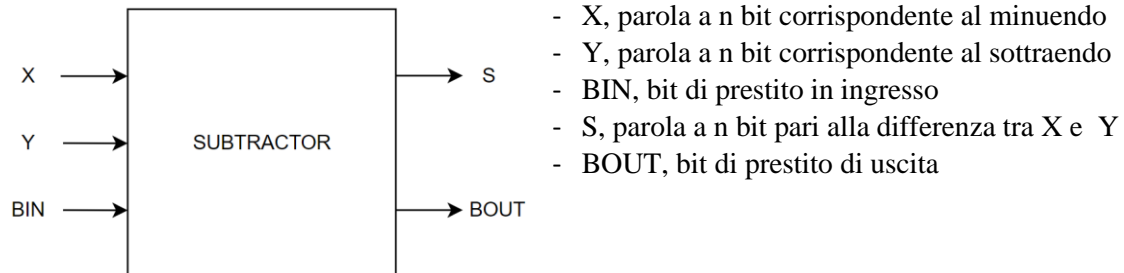 X
Y
BIN
SUBTRACTOR
S
BOUT
- X, parola a n bit corrispondente al minuendo
- Y, parola a n bit corrispondente al sottraendo
- BIN, bit di prestito in ingresso
- S, parola a n bit pari alla differenza tra X e Y
- BOUT, bit di prestito di uscita